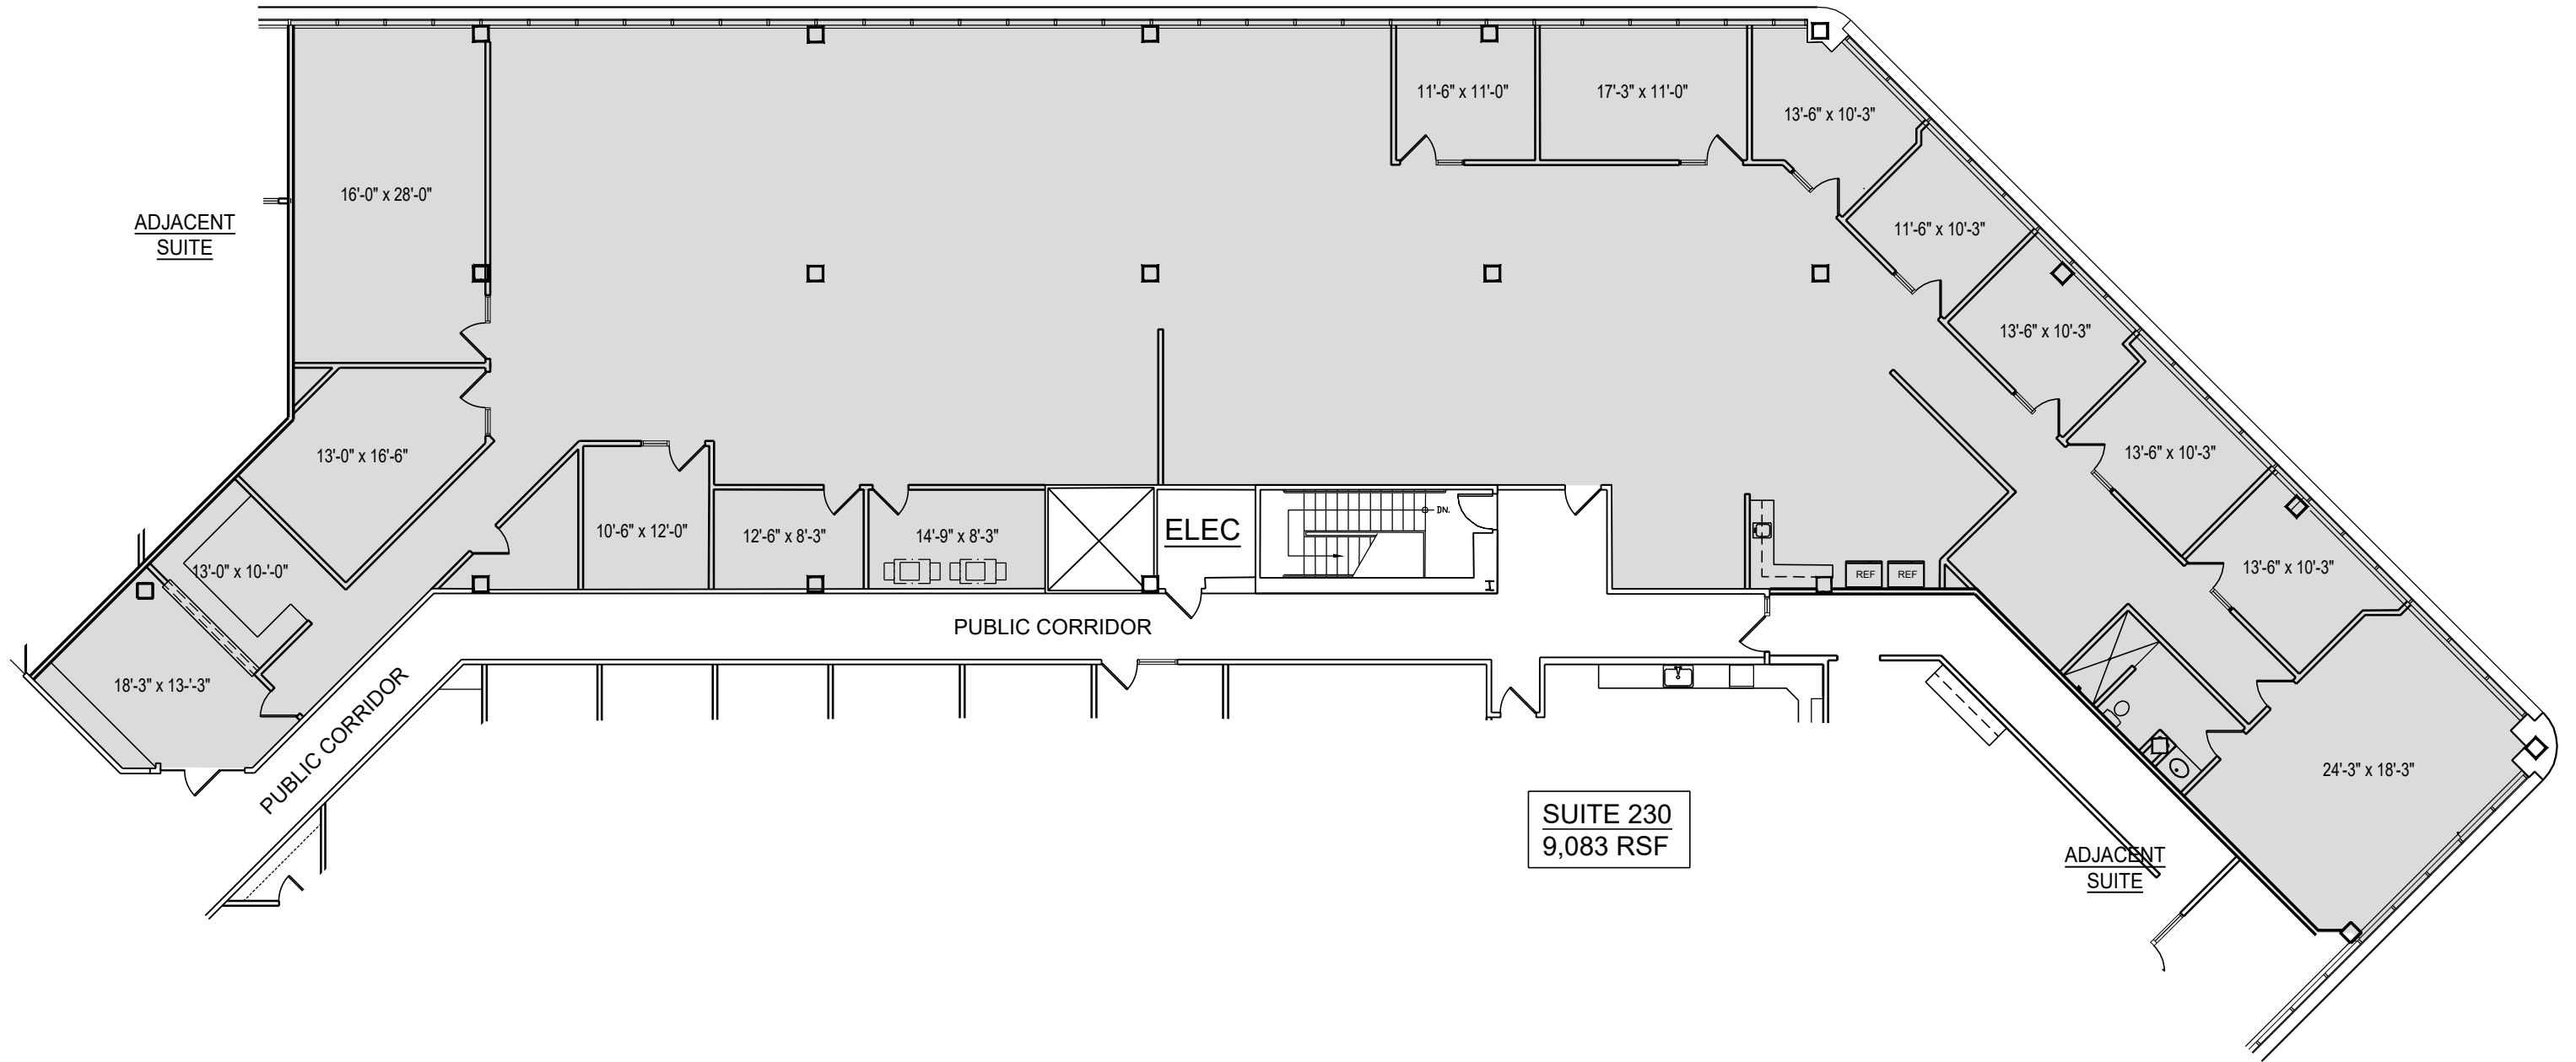 11'-6" x 11'-0"
17'-3" x 11'-0"
13'-6" x 10'-3"
16'-0" x 28'-0"
ADJACENT
SUITE
11'-6" x 10'-3"
13'-6" x 10'-3"
13'-0" x 16'-6"
13'-6" x 10'-3"
10'-6" x 12'-0"
12'-6" x 8'-3"
14'-9" x 8'-3"
ELEC
DN.
13'-0" x 10-'-0"
REF
REF
13'-6" x 10'-3"
PUBLIC CORRIDOR
18'-3" x 13-'-3"
PUBLIC CORRIDOR
24'-3" x 18'-3"
SUITE 230
9,083 RSF
ADJACENT
SUITE